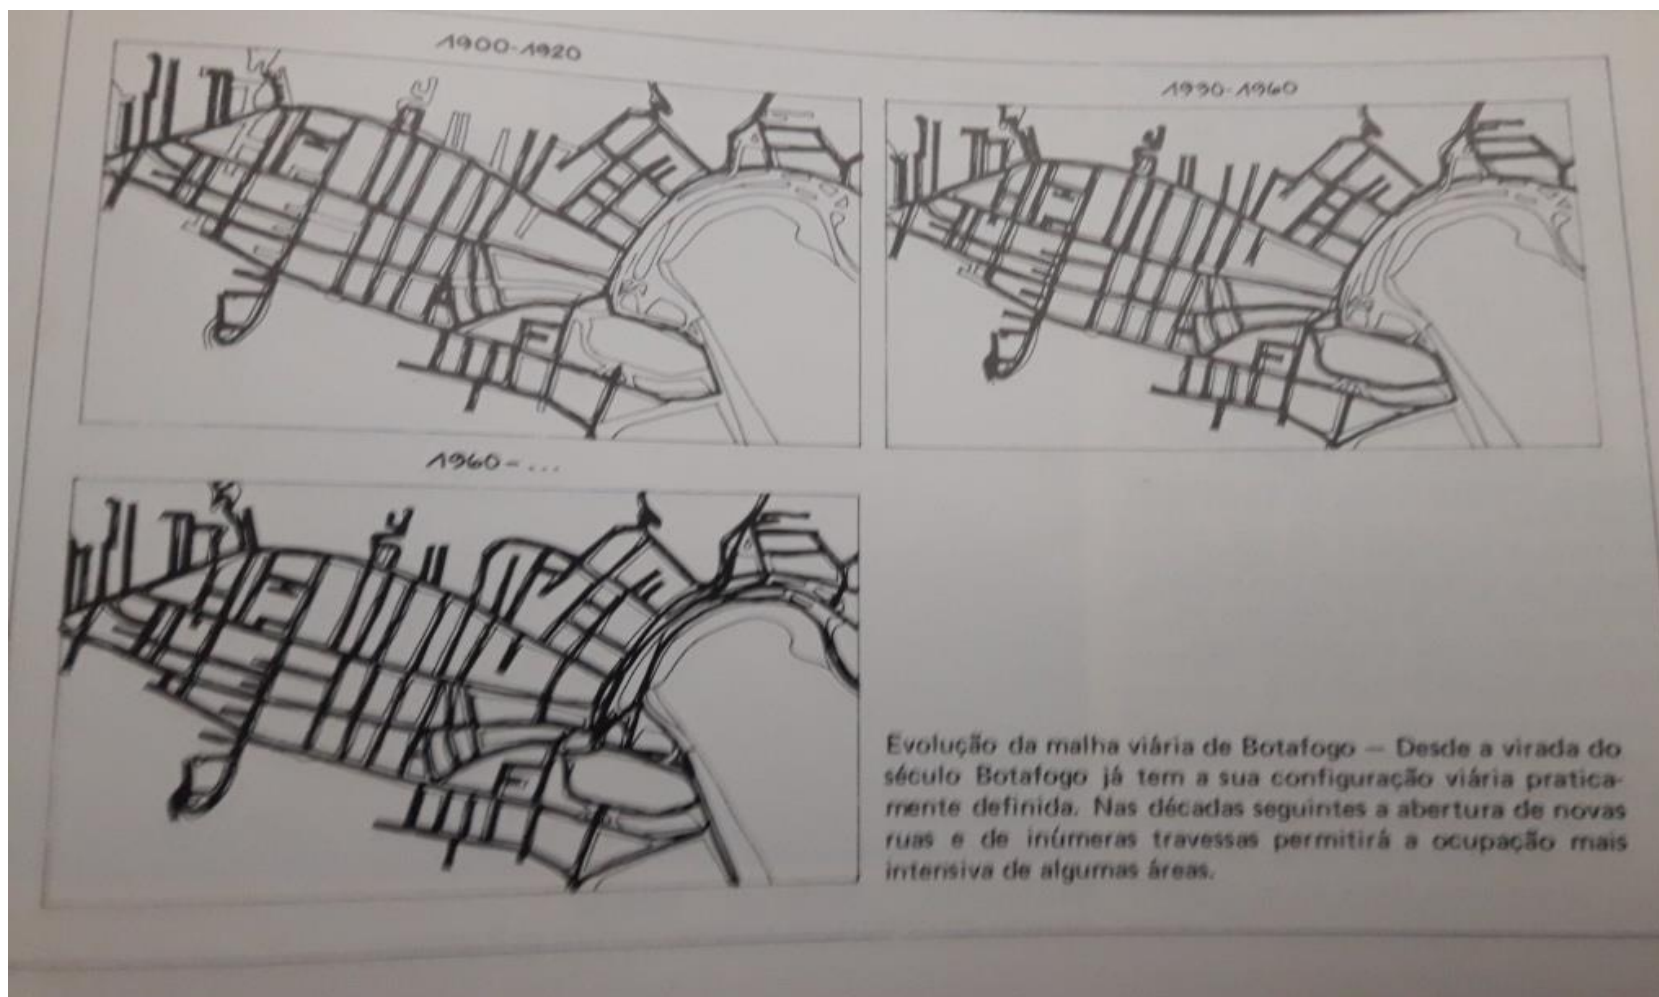 1900-1920
1930-1960
1960-...
Evolução da malha viária de Botafogo — Desde a virada do
século Botafogo já tem a sua configuração viária pratica-
mente definida. Nas décadas seguintes a abertura de novas
ruas e de inúmeras travessas permitirá a ocupação mais
intensiva de algumas áreas.